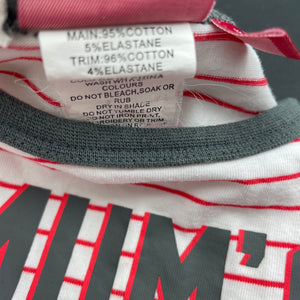 MAIN: 95%COTTON
5%ELASTANE
TRIM:96%COTTON
4%ELASTANE
COLOURS
DO NOT BLEACH,SOAK OR
RUB
DRY IN SHADE
DO NOT TUMBLE DRY
DO NOT IRON PRINT,
MUM'S